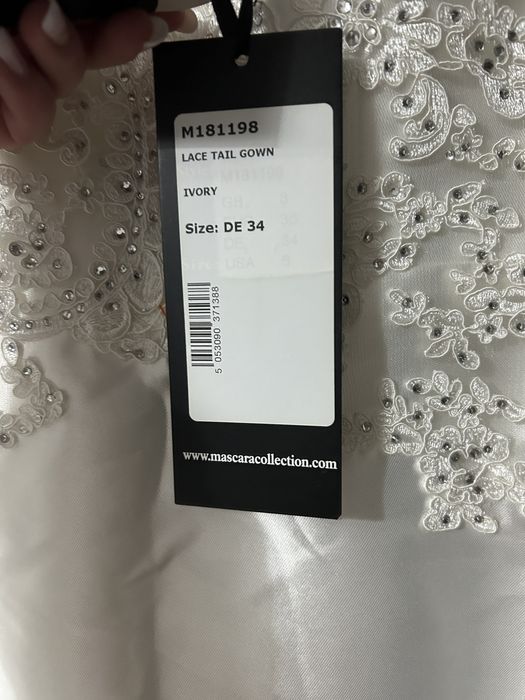 M181198
LACE TAIL GOWN
IVORY
Size: DE 34
5 053090 371388
www.mascaracollection.com